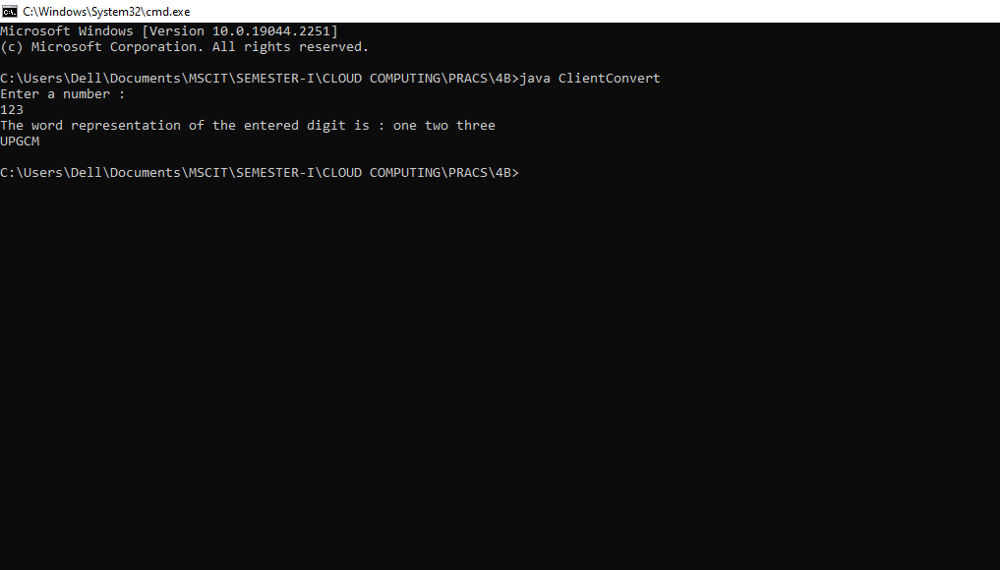 C:\Windows\System32\cmd.exe
Microsoft Windows [Version 10.0.19044.2251]
(c) Microsoft Corporation. All rights reserved.
C:\Users\Dell\Documents\MSCIT\SEMESTER-I\CLOUD COMPUTING\PRACS\4B>java ClientConvert
Enter a number :
123
The word representation of the entered digit is : one two three
UPGCM
C:\Users\Dell\Documents\MSCIT\SEMESTER-I\CLOUD COMPUTING\PRACS\4B>